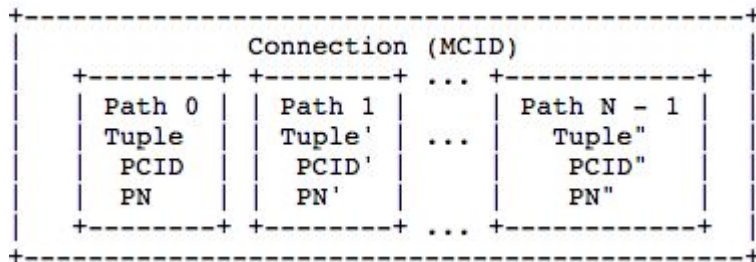 +-----------------------------------------------+
| Connection (MCID) |
| +--------+ +--------+ ... +------------+ |
| | Path 0 | | Path 1 | | Path N - 1 | |
| | Tuple | | Tuple' | ... | Tuple" | |
| | PCID | | PCID' | | PCID" | |
| | PN | | PN' | | PN" | |
| +--------+ +--------+ ... +------------+ |
+-----------------------------------------------+